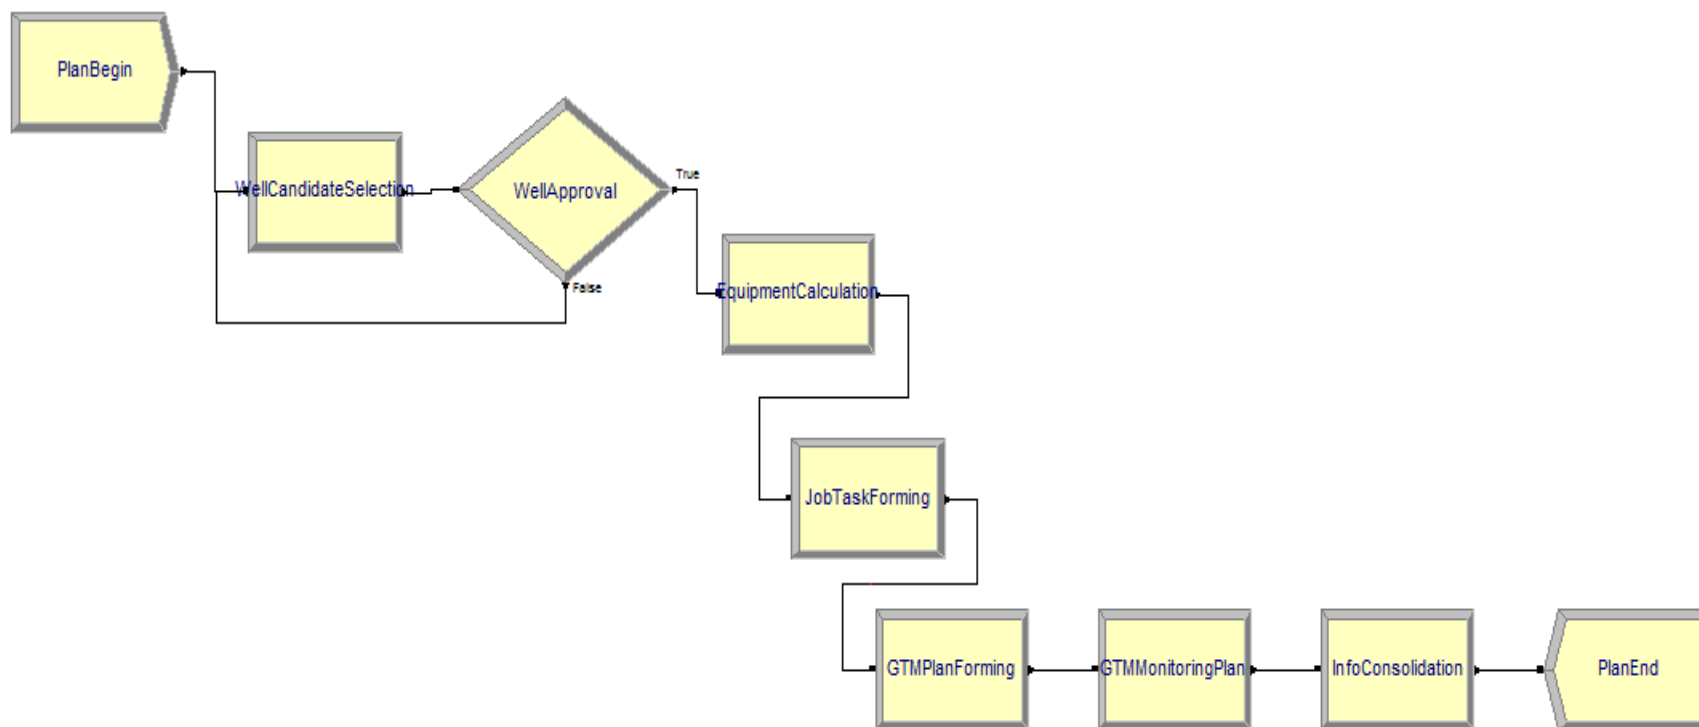 PlanBegin
WellCandidateSelection
WellApproval
True
False
EquipmentCalculation
JobTaskForming
GTMPlanForming
GTMMonitoringPlan
InfoConsolidation
PlanEnd